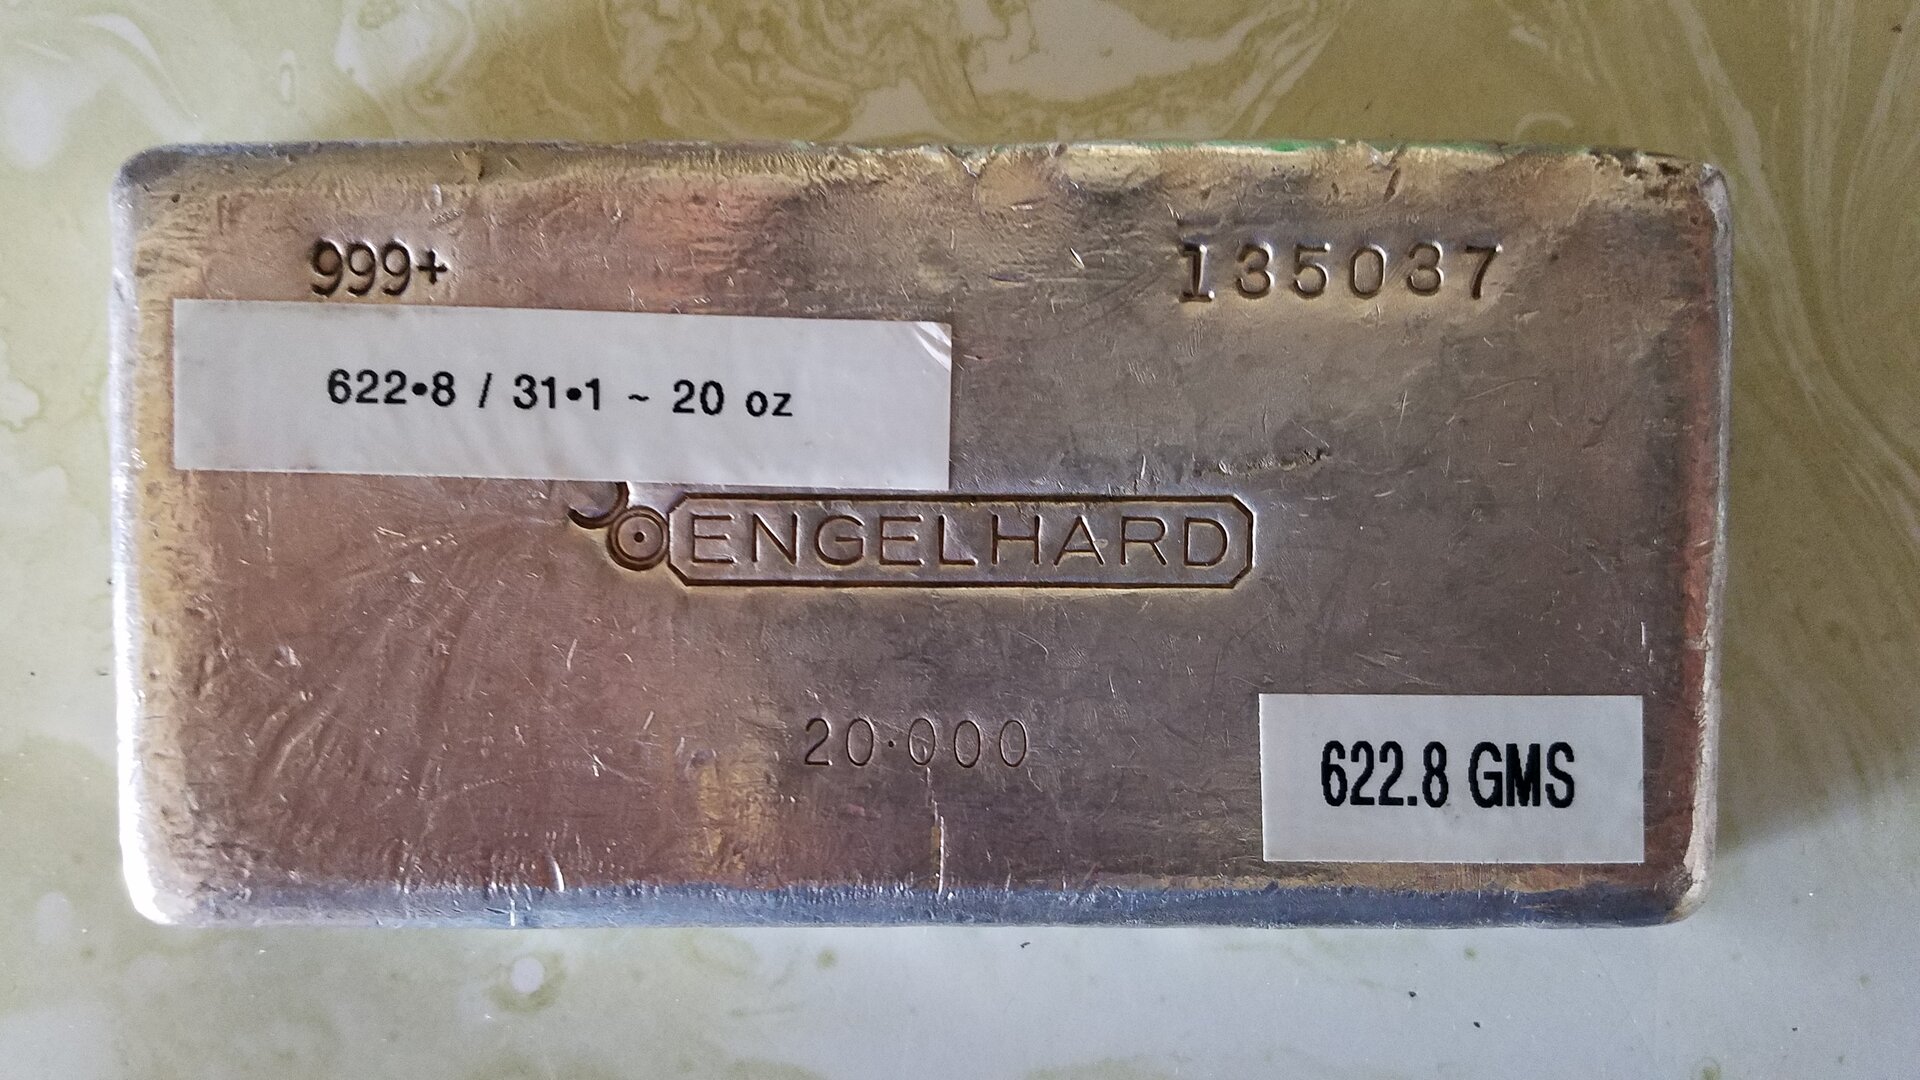 999+
135037
622•8 / 31•1 ~ 20 oz
ENGELHARD
20·000
622.8 GMS